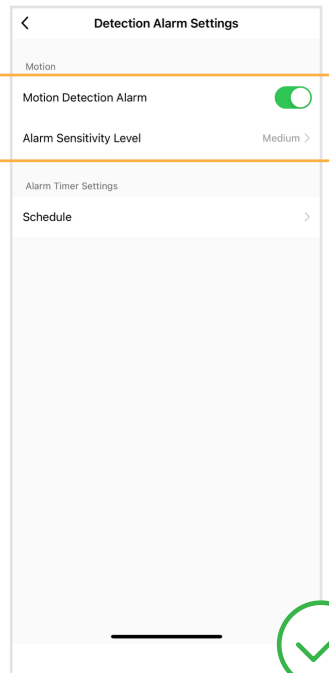 Detection Alarm Settings
Motion
Motion Detection Alarm
Alarm Sensitivity Level Medium
Alarm Timer Settings
Schedule